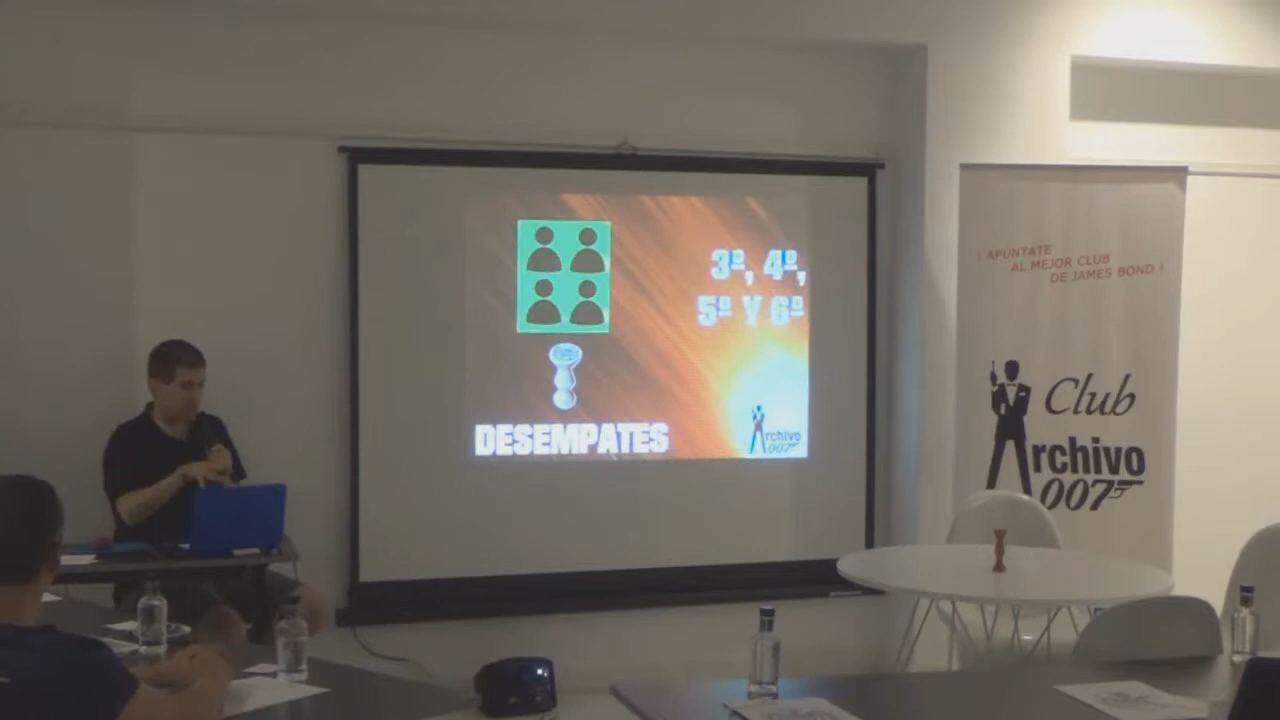 3º, 4º,
5º Y 6º
DESEMPATES
Archivo
007
¡ APUNTATE
AL MEJOR CLUB
DE JAMES BOND !
Club
Archivo
007